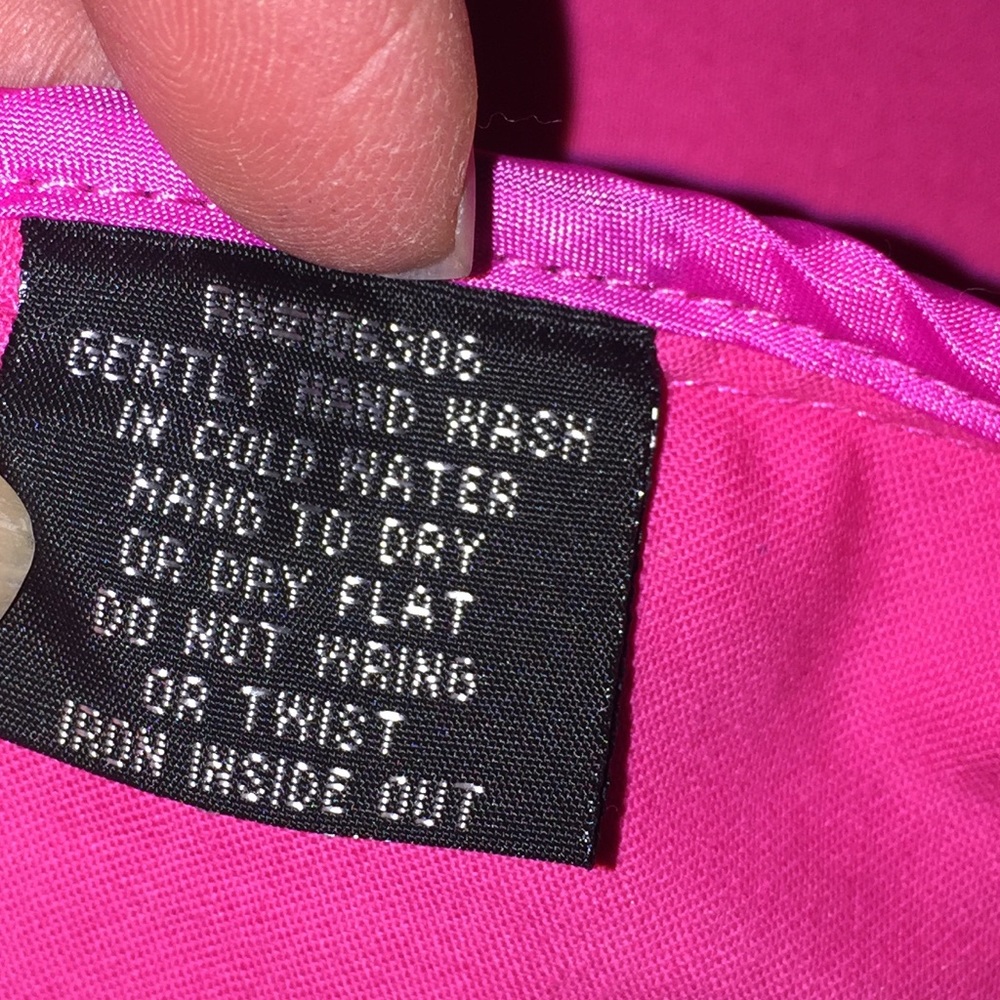 GENTLY HAND WASH
IN COLD WATER
HAND TO DRY
OR DRY FLAT
DO NOT WRING
OR TWIST
IRON INSIDE OUT